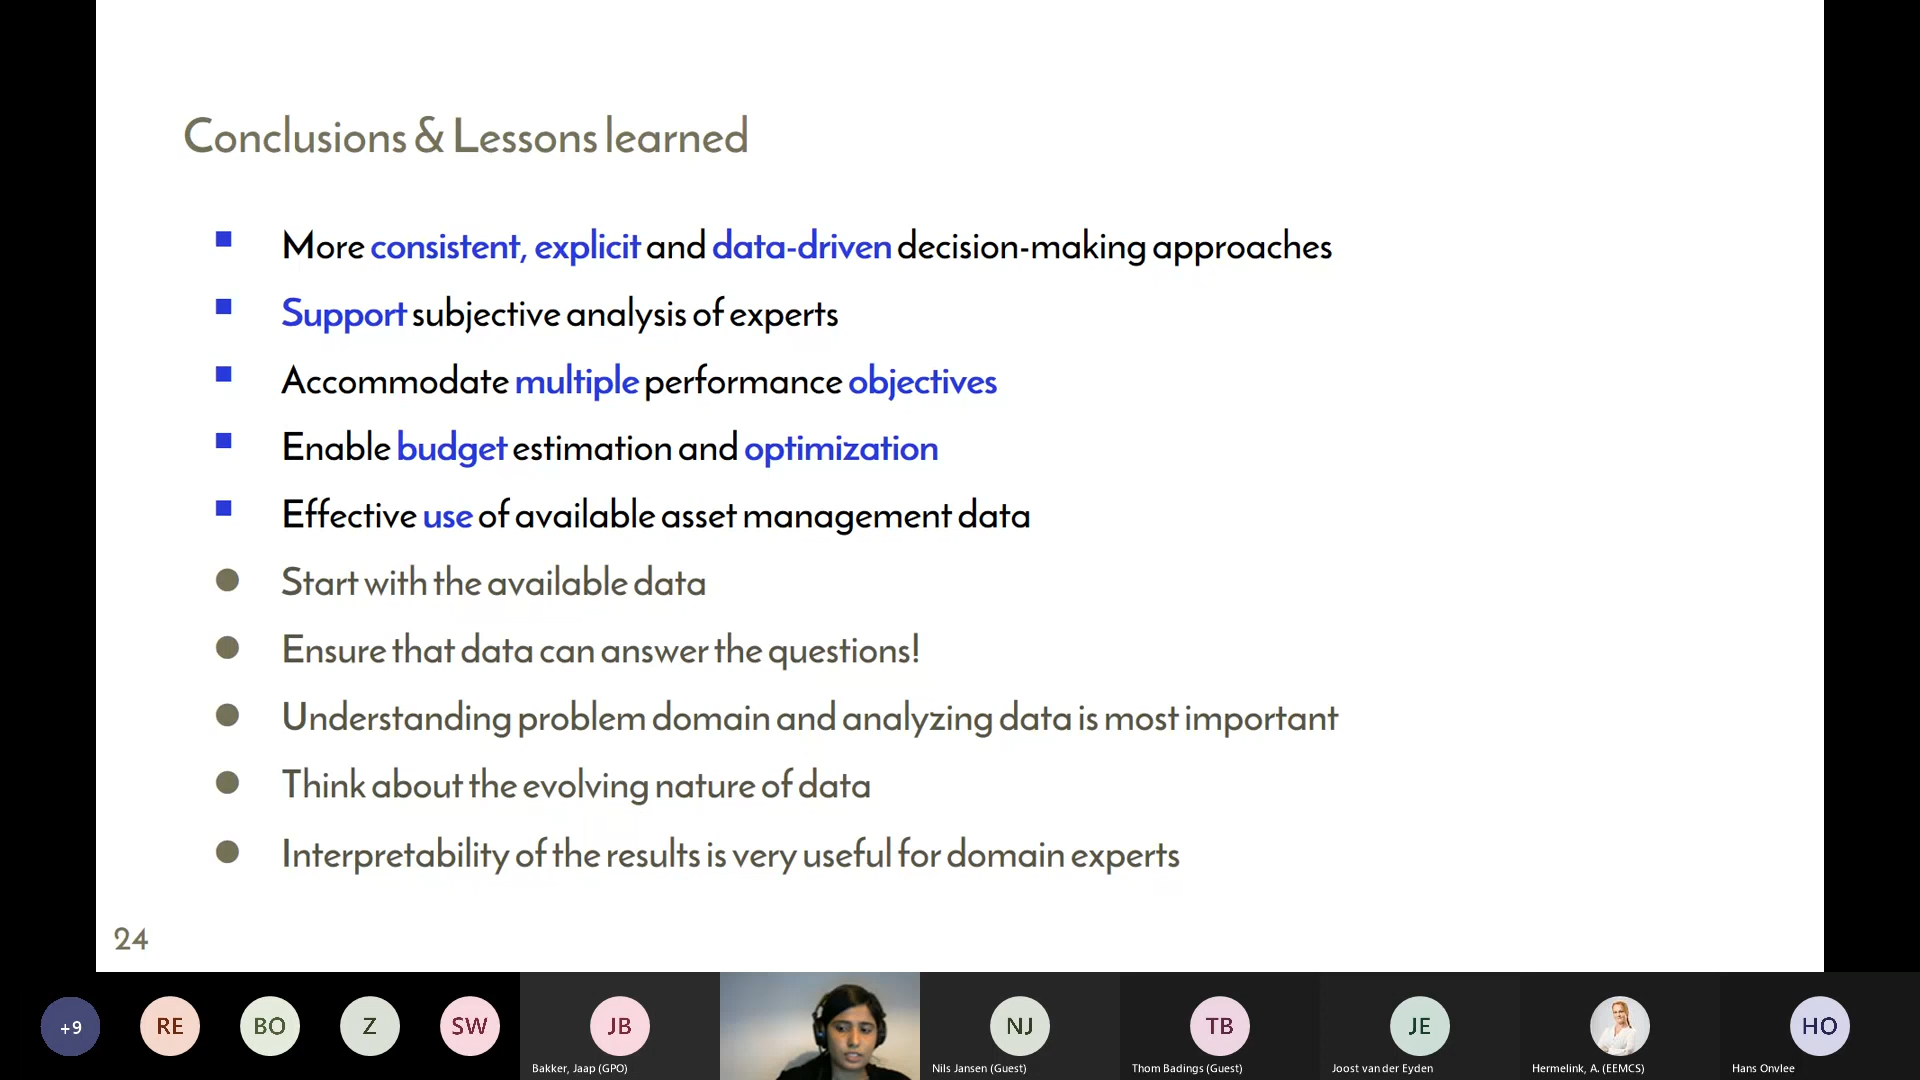 Conclusions & Lessons learned
More consistent, explicit and data-driven decision-making approaches
Support subjective analysis of experts
Accommodate multiple performance objectives
Enable budget estimation and optimization
Effective use of available asset management data
Start with the available data
Ensure that data can answer the questions!
Understanding problem domain and analyzing data is most important
Think about the evolving nature of data
Interpretability of the results is very useful for domain experts
24
+9
RE
BO
Z
SW
JB
NJ
TB
JE
HO
Bakker, Jaap (GPO)
Nils Jansen (Guest)
Thom Badings (Guest)
Joost van der Eyden
Hermelink, A. (EEMCS)
Hans Onvlee